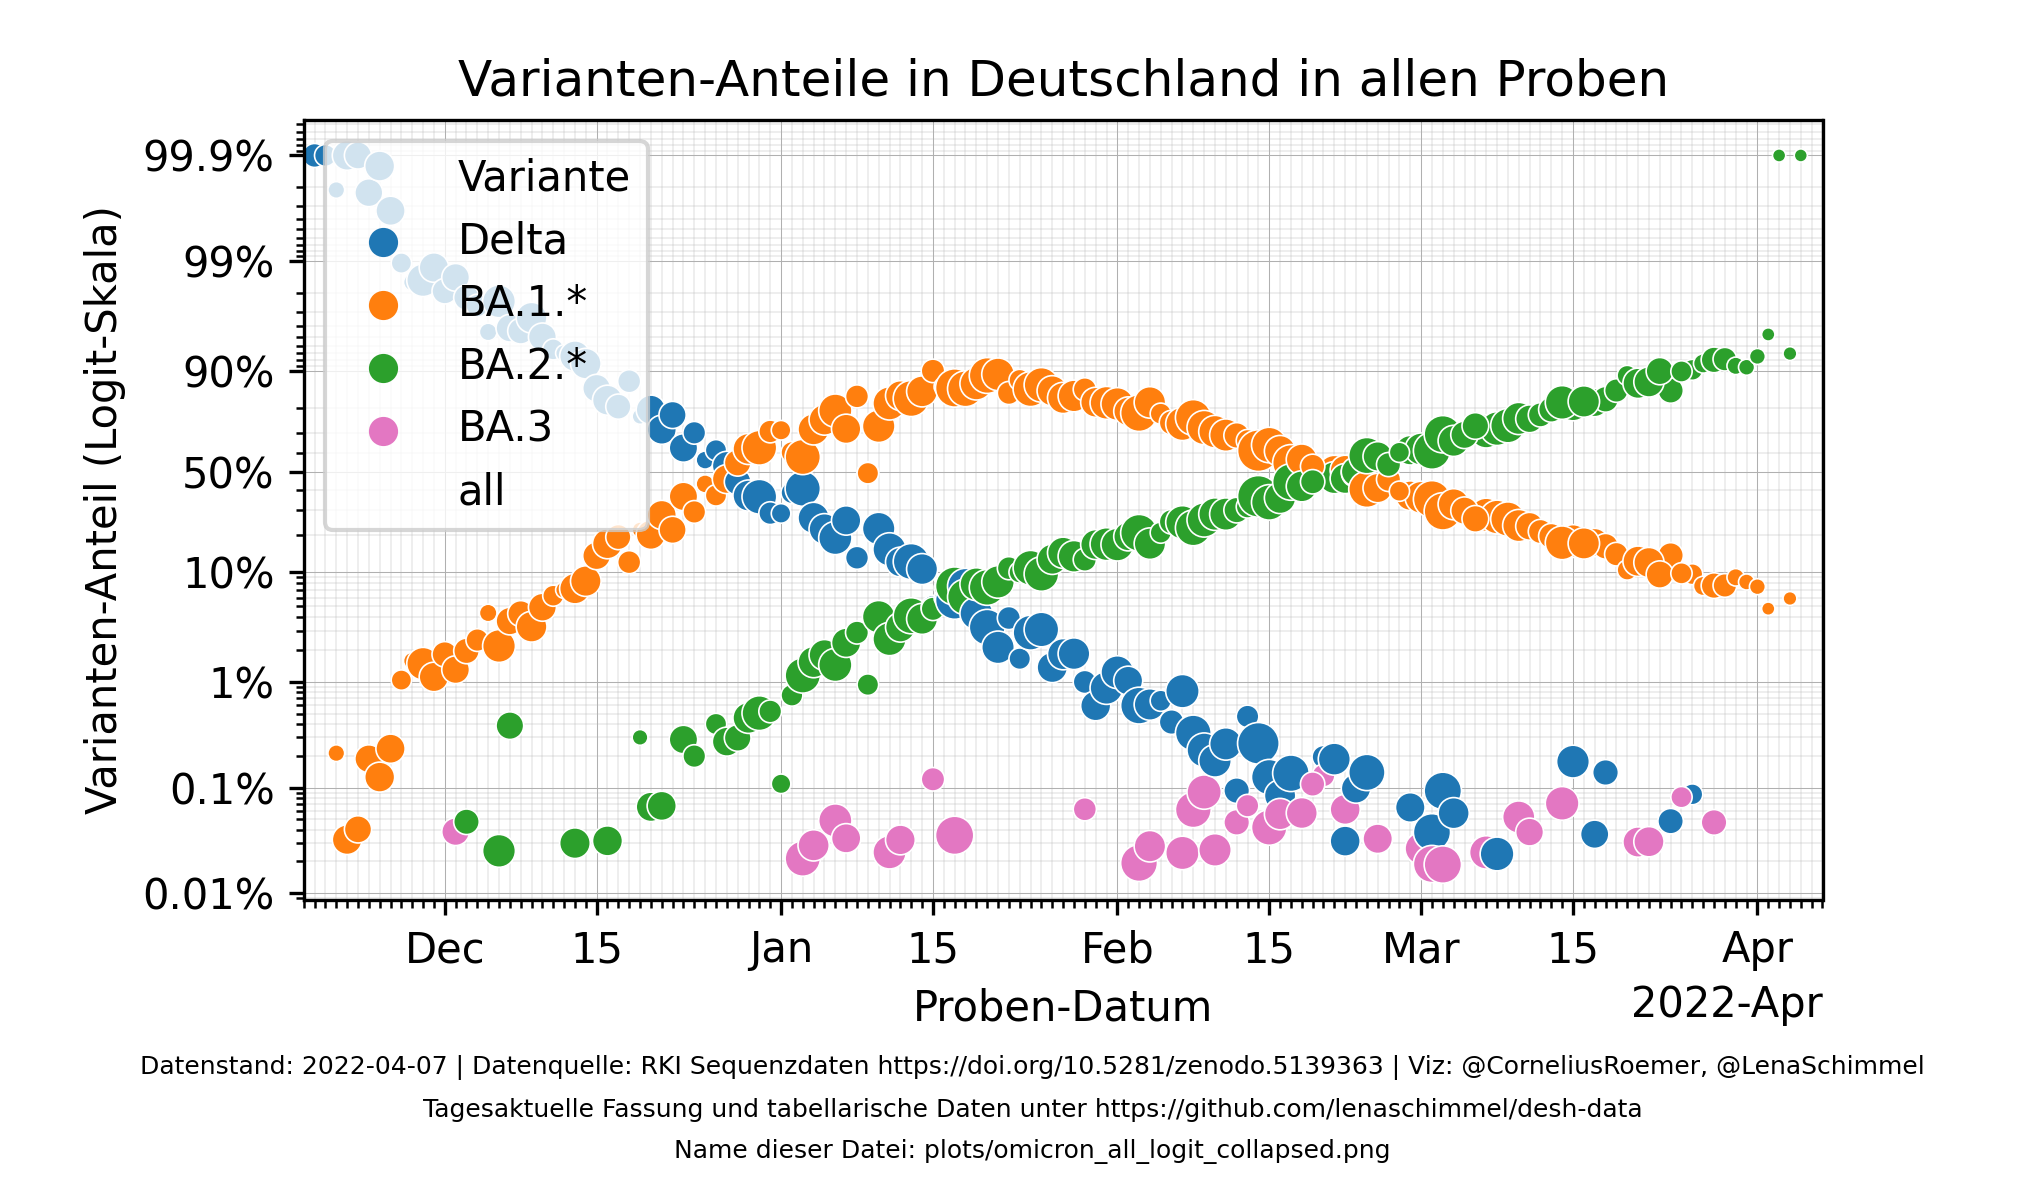 Varianten-Anteile in Deutschland in allen Proben
Varianten-Anteil (Logit-Skala)
99.9%
99%
90%
50%
10%
1%
0.1%
0.01%
Variante
Delta
BA.1.*
BA.2.*
BA.3
all
Dec 15 Jan 15 Feb 15 Mar 15 Apr
Proben-Datum
2022-Apr
Datenstand: 2022-04-07 | Datenquelle: RKI Sequenzdaten https://doi.org/10.5281/zenodo.5139363 | Viz: @CorneliusRoemer, @LenaSchimmel
Tagesaktuelle Fassung und tabellarische Daten unter https://github.com/lenaschimmel/desh-data
Name dieser Datei: plots/omicron_all_logit_collapsed.png